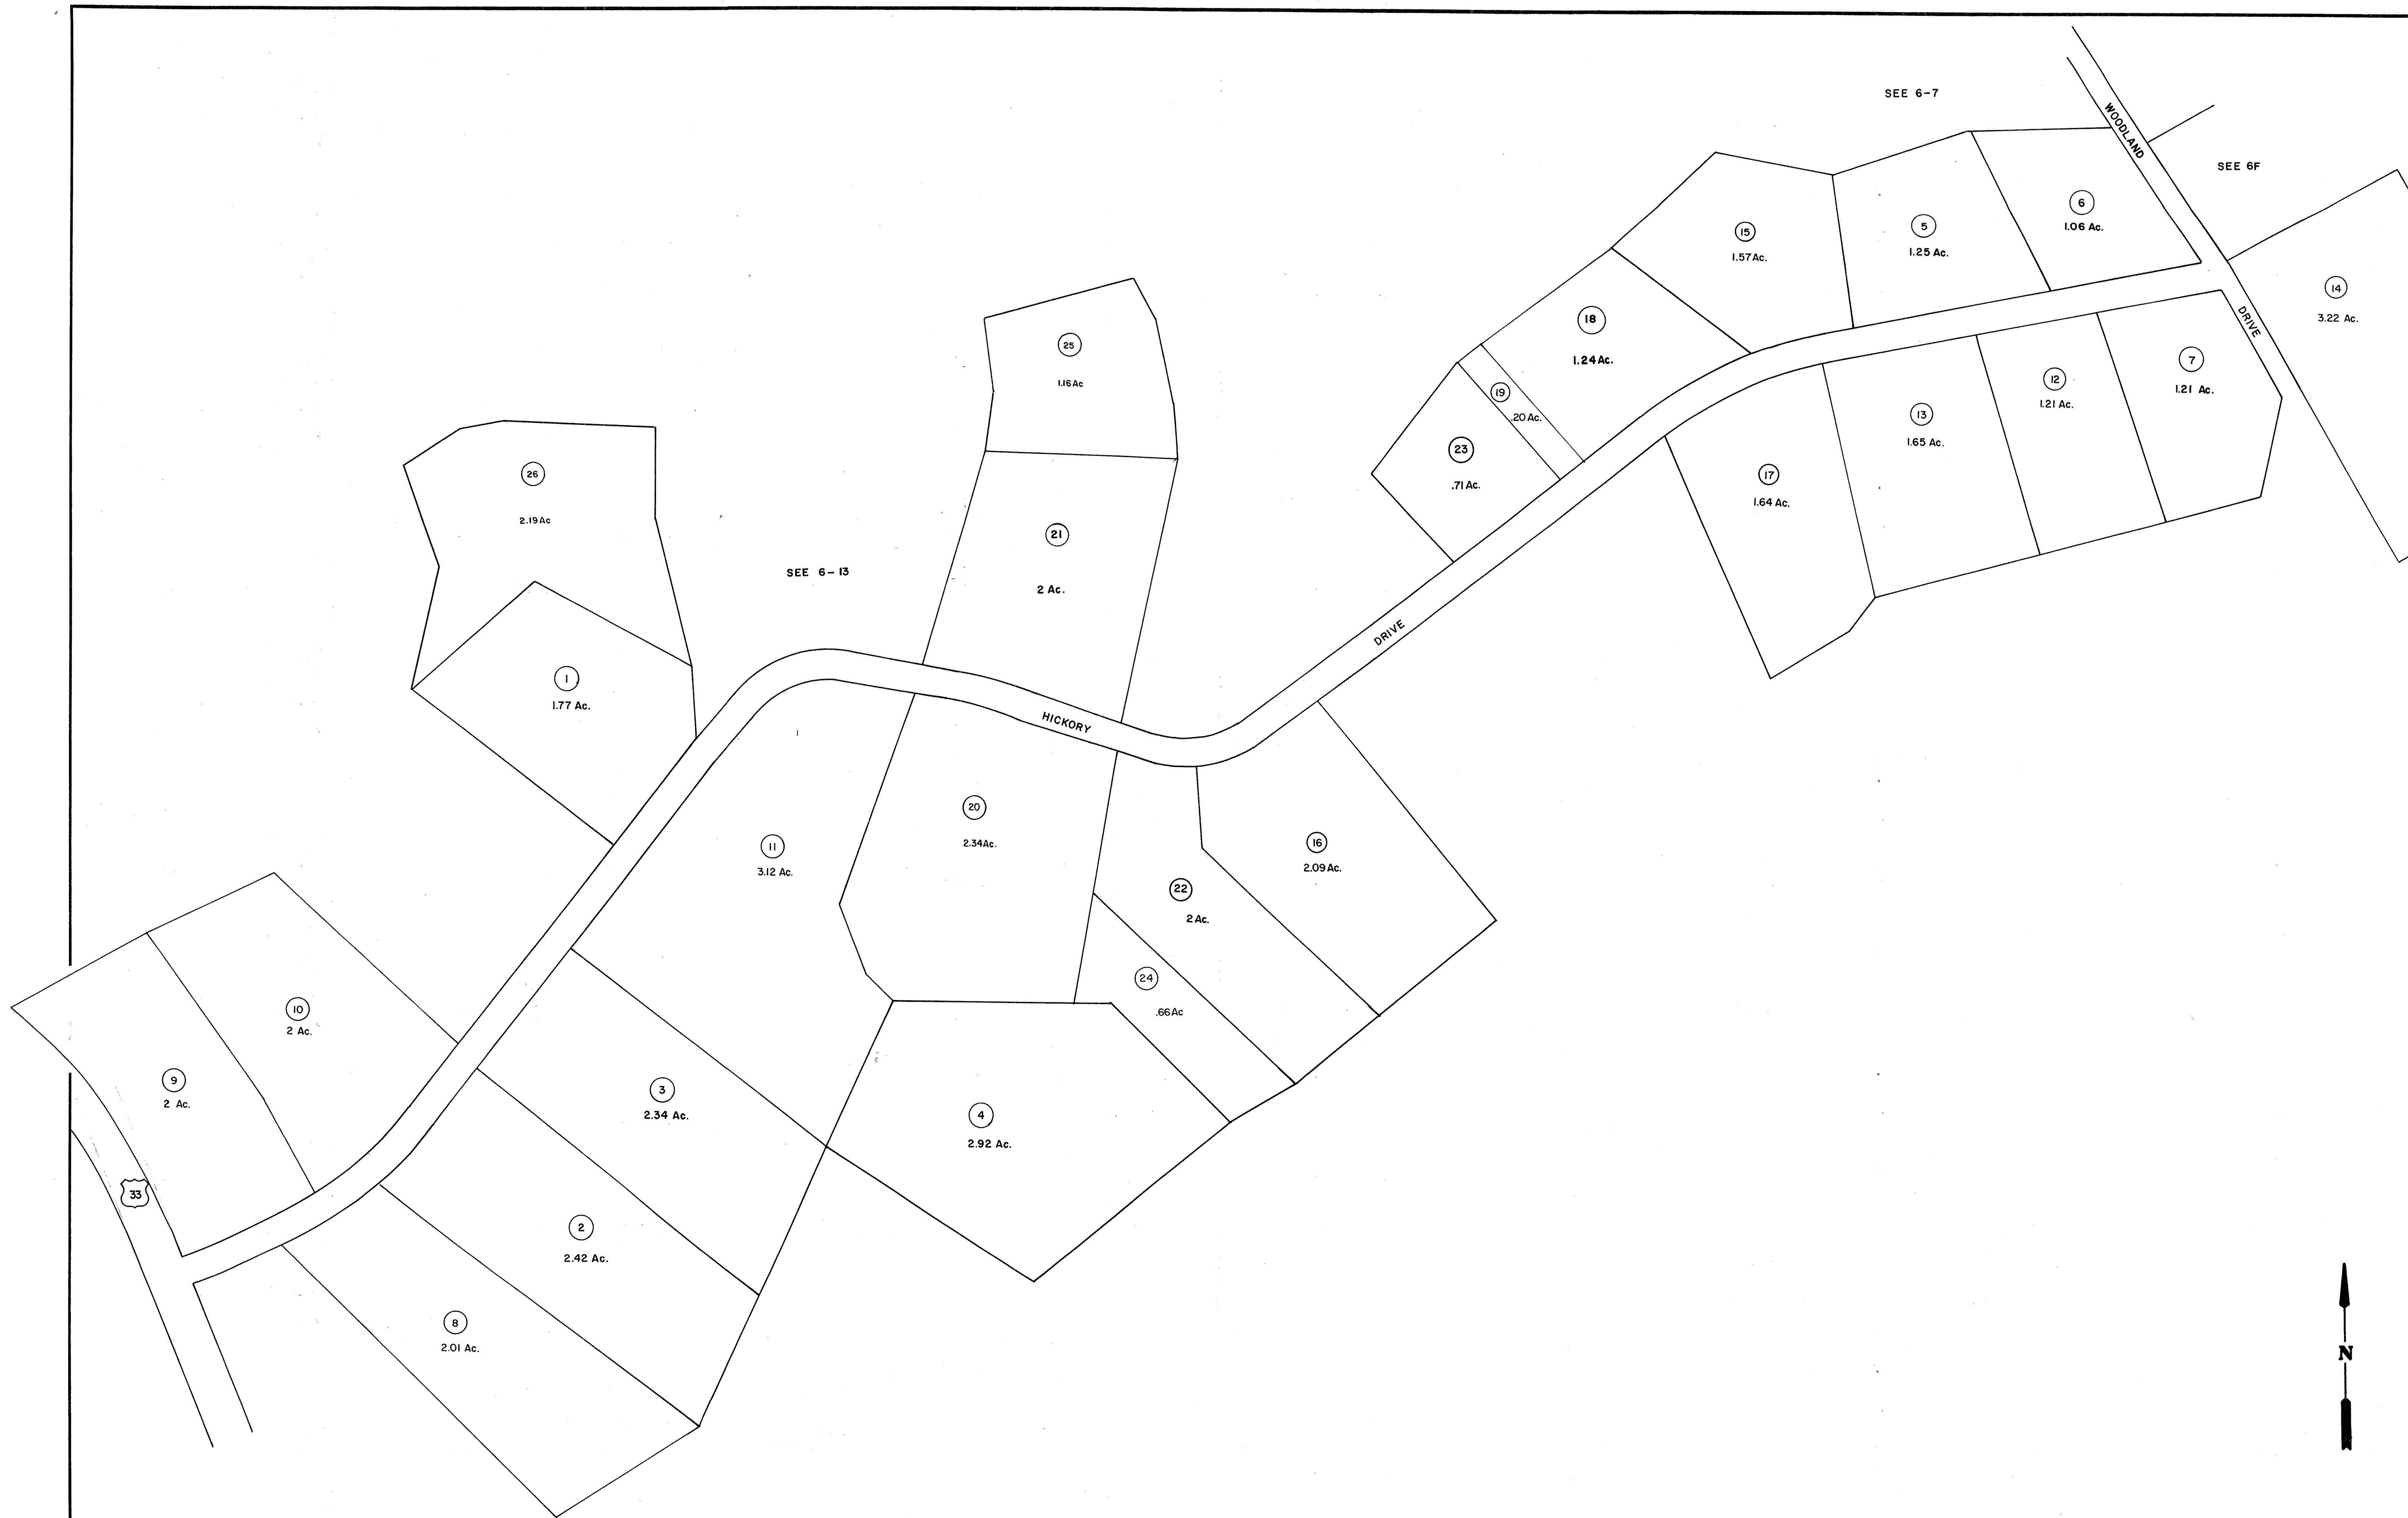 SEE 6-7
WOODLAND
SEE 6F
6
1.06 Ac.
5
1.25 Ac.
15
1.57 Ac.
14
3.22 Ac.
DRIVE
18
1.24 Ac.
25
1.16 Ac
7
1.21 Ac.
12
1.21 Ac.
19
.20 Ac.
13
1.65 Ac.
23
.71 Ac.
26
2.19 Ac
17
1.64 Ac.
21
2 Ac.
SEE 6-13
DRIVE
1
1.77 Ac.
HICKORY
20
2.34 Ac.
11
3.12 Ac.
16
2.09 Ac.
22
2 Ac.
24
.66 Ac
10
2 Ac.
9
2 Ac.
3
2.34 Ac.
4
2.92 Ac.
33
2
2.42 Ac.
8
2.01 Ac.
N